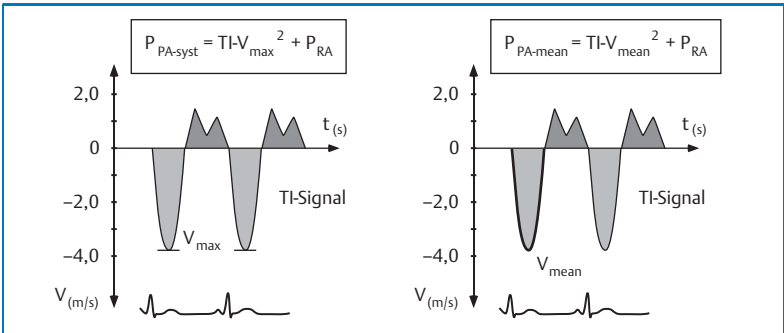 P PA-syst = TI-V max ² + P RA
2,0
0
–2,0
–4,0
V (m/s)
t (s)
TI-Signal
V max
P PA-mean = TI-V mean ² + P RA
2,0
0
–2,0
–4,0
V (m/s)
t (s)
TI-Signal
V mean